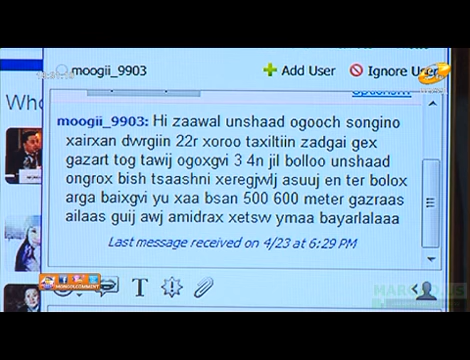 moogii_9903
Add User
Ignore User
Who
moogii_9903: Hi zaawal unshaad ogooch songino
xairxan dvvrgiin 22r xoroo taxiltiin zadgai gex
gazart tog tawij ogoxgvi 3 4n jil bolloo unshaad
ongrox bish tsaashni xeregjwlj asuuj en ter bolox
arga baixgvi yu xaa bsan 500 600 meter gazraas
ailaas guij awj amidrax xetsw ymaa bayarlalaaa
Last message received on 4/23 at 6:29 PM
T